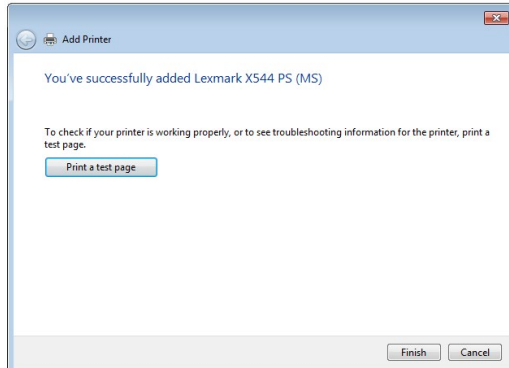 Add Printer
You've successfully added Lexmark X544 PS (MS)
To check if your printer is working properly, or to see troubleshooting information for the printer, print a
test page.
Print a test page
Finish Cancel